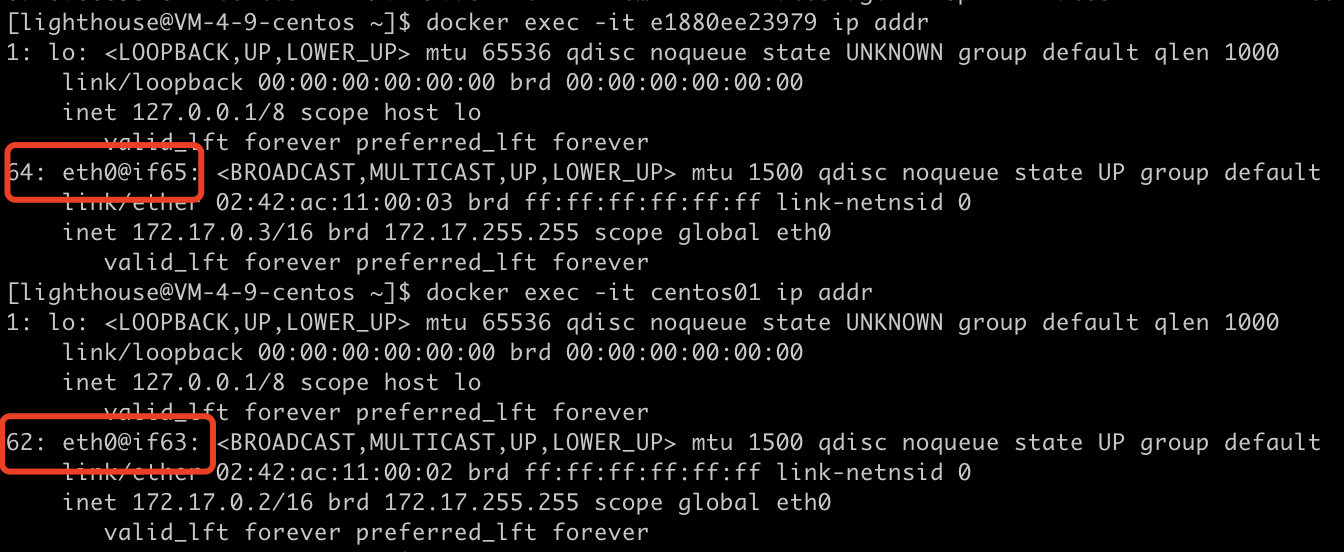 [lighthouse@VM-4-9-centos ~]$ docker exec -it e1880ee23979 ip addr
1: lo: <LOOPBACK,UP,LOWER_UP> mtu 65536 qdisc noqueue state UNKNOWN group default qlen 1000
    link/loopback 00:00:00:00:00:00 brd 00:00:00:00:00:00
    inet 127.0.0.1/8 scope host lo
       valid_lft forever preferred_lft forever
64: eth0@if65: <BROADCAST,MULTICAST,UP,LOWER_UP> mtu 1500 qdisc noqueue state UP group default
    link/ether 02:42:ac:11:00:03 brd ff:ff:ff:ff:ff:ff link-netnsid 0
    inet 172.17.0.3/16 brd 172.17.255.255 scope global eth0
       valid_lft forever preferred_lft forever
[lighthouse@VM-4-9-centos ~]$ docker exec -it centos01 ip addr
1: lo: <LOOPBACK,UP,LOWER_UP> mtu 65536 qdisc noqueue state UNKNOWN group default qlen 1000
    link/loopback 00:00:00:00:00:00 brd 00:00:00:00:00:00
    inet 127.0.0.1/8 scope host lo
       valid_lft forever preferred_lft forever
62: eth0@if63: <BROADCAST,MULTICAST,UP,LOWER_UP> mtu 1500 qdisc noqueue state UP group default
    link/ether 02:42:ac:11:00:02 brd ff:ff:ff:ff:ff:ff link-netnsid 0
    inet 172.17.0.2/16 brd 172.17.255.255 scope global eth0
       valid_lft forever preferred_lft forever